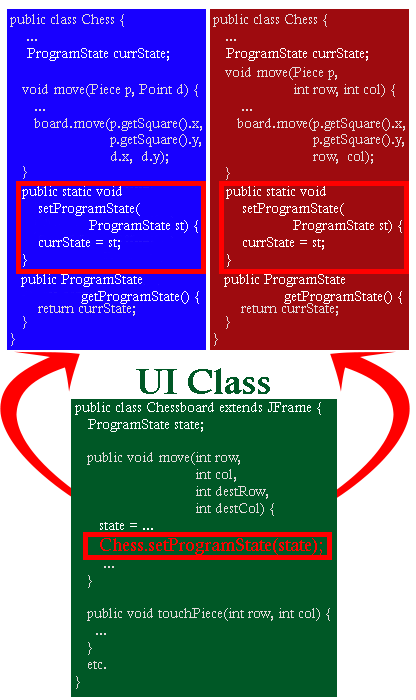 public class Chess {
...
ProgramState currState;
void move(Piece p, Point d) {
...
board.move(p.getSquare().x,
p.getSquare().y,
d.x, d.y);
}
public static void
setProgramState(
ProgramState st) {
currState = st;
}
public ProgramState
getProgramState() {
return currState;
}
}
public class Chess {
...
ProgramState currState;
void move(Piece p,
int row, int col) {
...
board.move(p.getSquare().x,
p.getSquare().y,
row, col);
}
public static void
setProgramState(
ProgramState st) {
currState = st;
}
public ProgramState
getProgramState() {
return currState;
}
}
UI Class
public class Chessboard extends JFrame {
ProgramState state;
public void move(int row,
int col,
int destRow,
int destCol) {
state = ...
Chess.setProgramState(state);
...
}
public void touchPiece(int row, int col) {
...
}
etc.
}